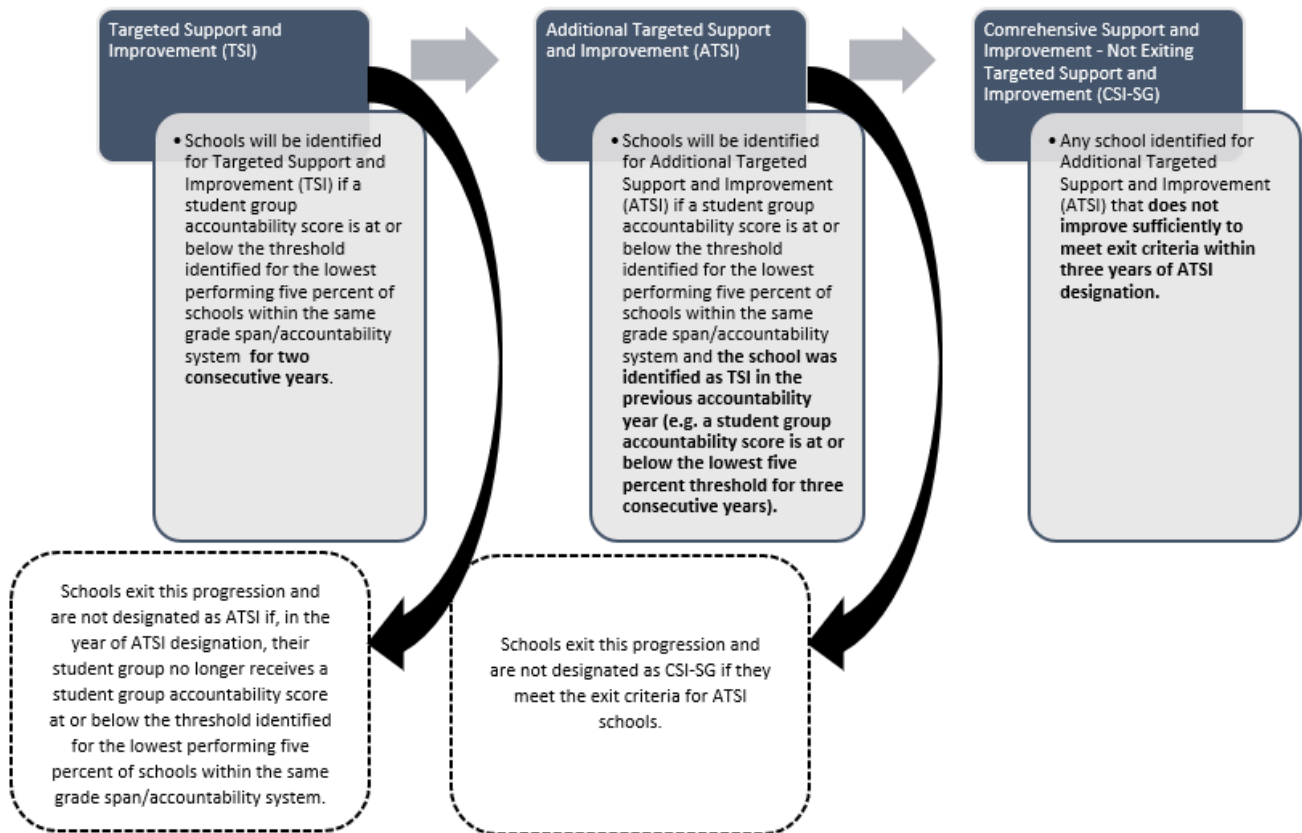 Targeted Support and
Improvement (TSI)
• Schools will be identified
for Targeted Support and
Improvement (TSI) if a
student group
accountability score is at or
below the threshold
identified for the lowest
performing five percent of
schools within the same
grade span/accountability
system for two
consecutive years.
Schools exit this progression and
are not designated as ATSI if, in the
year of ATSI designation, their
student group no longer receives a
student group accountability score
at or below the threshold identified
for the lowest performing five
percent of schools within the same
grade span/accountability system.
Additional Targeted Support
and Improvement (ATSI)
• Schools will be identified
for Additional Targeted
Support and Improvement
(ATSI) if a student group
accountability score is at or
below the threshold
identified for the lowest
performing five percent of
schools within the same
grade span/accountability
system and the school was
identified as TSI in the
previous accountability
year (e.g. a student group
accountability score is at or
below the lowest five
percent threshold for three
consecutive years).
Schools exit this progression and
are not designated as CSI-SG if they
meet the exit criteria for ATSI
schools.
Comrehensive Support and
Improvement - Not Exiting
Targeted Support and
Improvement (CSI-SG)
• Any school identified for
Additional Targeted
Support and Improvement
(ATSI) that does not
improve sufficiently to
meet exit criteria within
three years of ATSI
designation.